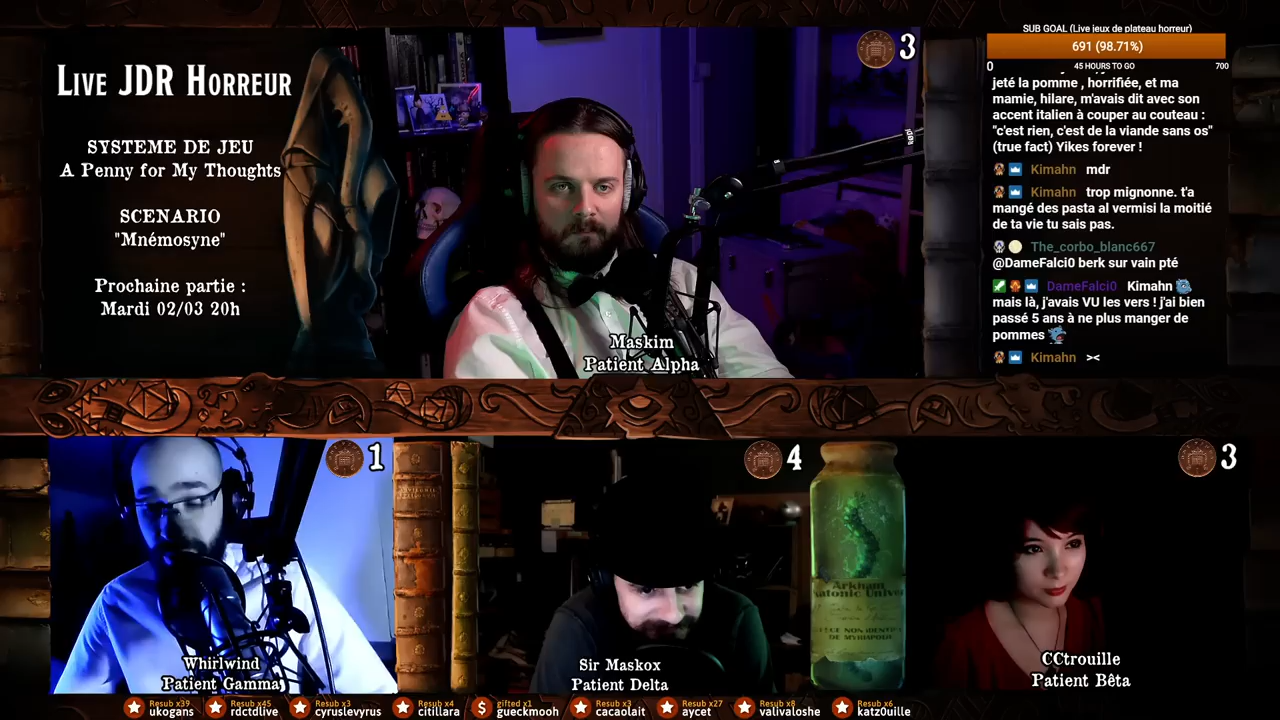 Live JDR Horreur
SYSTEME DE JEU
A Penny for My Thoughts
SCENARIO
"Mnémosyne"
Prochaine partie :
Mardi 02/03 20h
3
Maskim
Patient Alpha
SUB GOAL (Live jeux de plateau horreur)
691 (98.71%)
0
45 HOURS TO GO
700
jeté la pomme , horrifiée, et ma
mamie, hilare, m'avais dit avec son
accent italien à couper au couteau :
"c'est rien, c'est de la viande sans os"
(true fact) Yikes forever !
Kimahn mdr
Kimahn trop mignonne. t'a
mangé des pasta al vermisi la moitié
de ta vie tu sais pas.
The_corbo_blanc667
@DameFalci0 berk sur vain pté
DameFalci0 Kimahn
mais là, j'avais VU les vers ! j'ai bien
passé 5 ans à ne plus manger de
pommes
Kimahn ><
1
Whirlwind
Patient Gamma
4
Sir Maskox
Patient Delta
Arkham
3
CCtrouille
Patient Bêta
Resub x39
ukogans
Resub x45
rdctdlive
Resub x3
cyruslevyrus
Resub x4
citillara
gifted x1
gueckmooh
Resub x3
cacaolait
Resub x27
aycet
Resub x8
valivaloshe
Resub x6
katz0uille